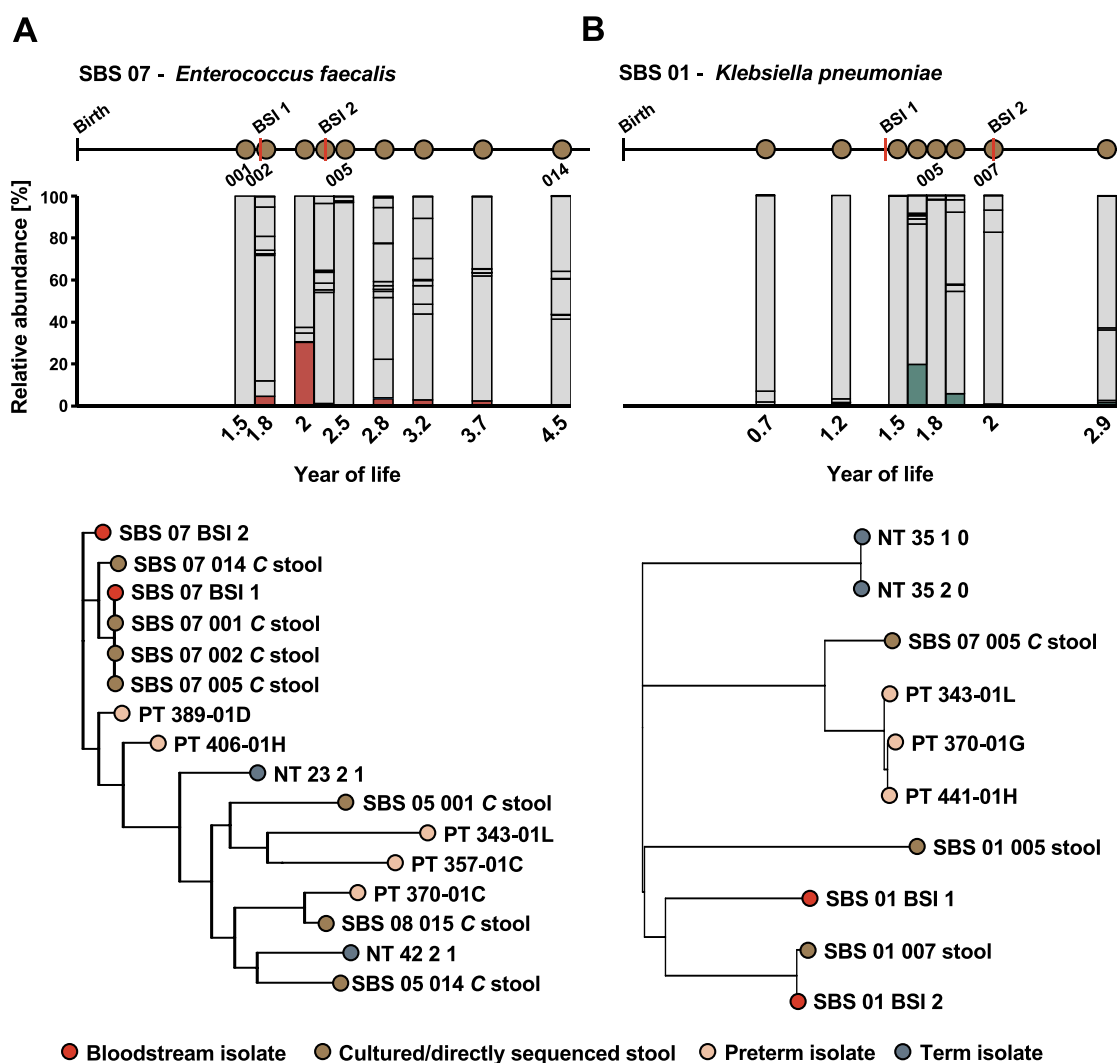 A
SBS 07 - Enterococcus faecalis
Birth
BSI 1
BSI 2
001
002
005
014
Relative abundance [%]
100
80
60
40
20
0
1.5
1.8
2
2.5
2.8
3.2
3.7
4.5
Year of life
SBS 07 BSI 2
SBS 07 014 C stool
SBS 07 BSI 1
SBS 07 001 C stool
SBS 07 002 C stool
SBS 07 005 C stool
PT 389-01D
PT 406-01H
NT 23 2 1
SBS 05 001 C stool
PT 343-01L
PT 357-01C
PT 370-01C
SBS 08 015 C stool
NT 42 2 1
SBS 05 014 C stool
B
SBS 01 - Klebsiella pneumoniae
Birth
BSI 1
BSI 2
005
007
0.7
1.2
1.5
1.8
2
2.9
Year of life
NT 35 1 0
NT 35 2 0
SBS 07 005 C stool
PT 343-01L
PT 370-01G
PT 441-01H
SBS 01 005 stool
SBS 01 BSI 1
SBS 01 007 stool
SBS 01 BSI 2
Bloodstream isolate
Cultured/directly sequenced stool
Preterm isolate
Term isolate